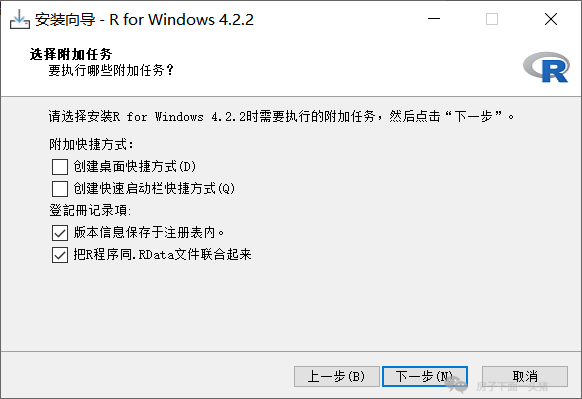 安装向导 - R for Windows 4.2.2
选择附加任务
要执行哪些附加任务？
R
请选择安装R for Windows 4.2.2时需要执行的附加任务，然后点击“下一步”。
附加快捷方式：
创建桌面快捷方式(D)
创建快速启动栏快捷方式(Q)
登記冊记录項:
版本信息保存于注册表内。
把R程序同.RData文件联合起来
上一步(B)
下一步(N)
取消